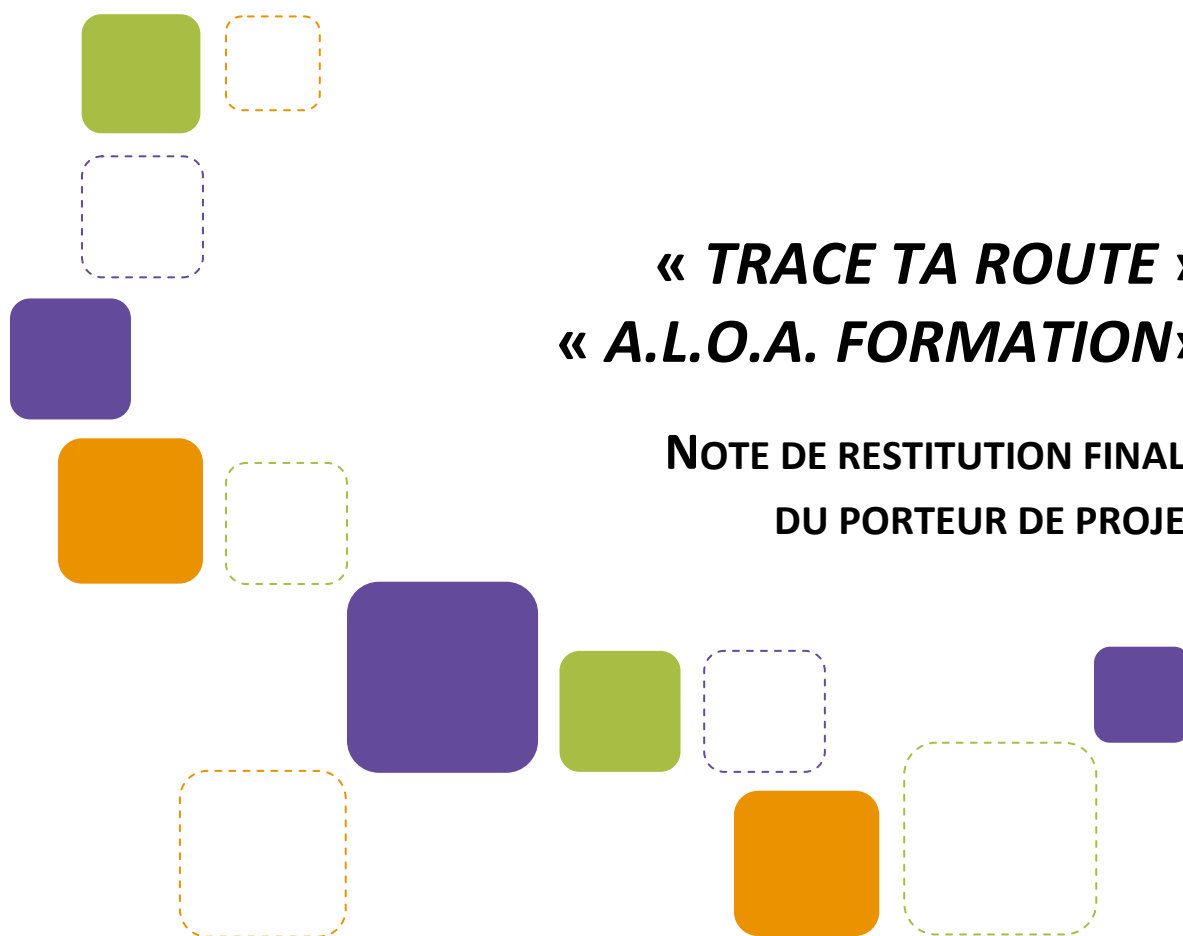 « TRACE TA ROUTE »
« A.L.O.A. FORMATION»
NOTE DE RESTITUTION FINAL
DU PORTEUR DE PROJE